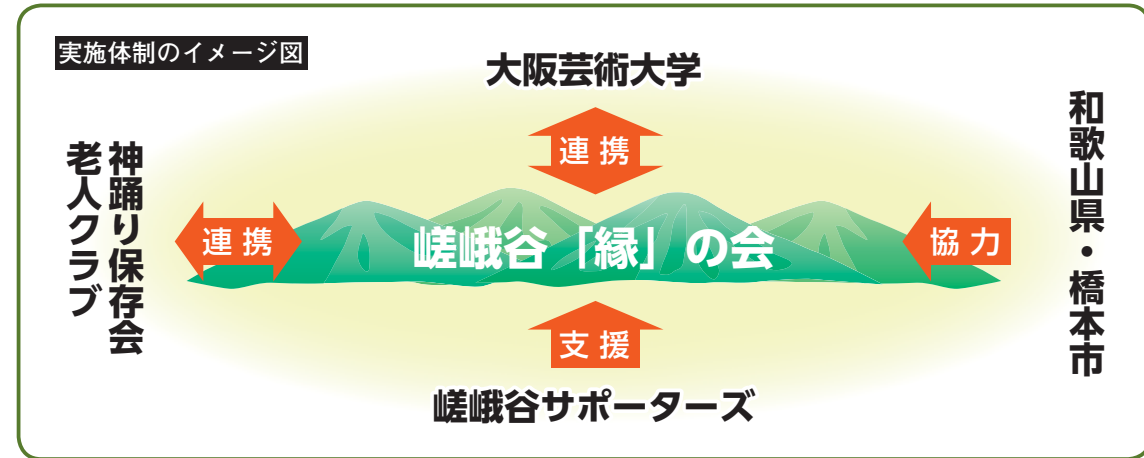 実施体制のイメージ図
大阪芸術大学
連携
神踊り保存会
老人クラブ
連携
嵯峨谷「縁」の会
協力
和歌山県・橋本市
支援
嵯峨谷サポーターズ